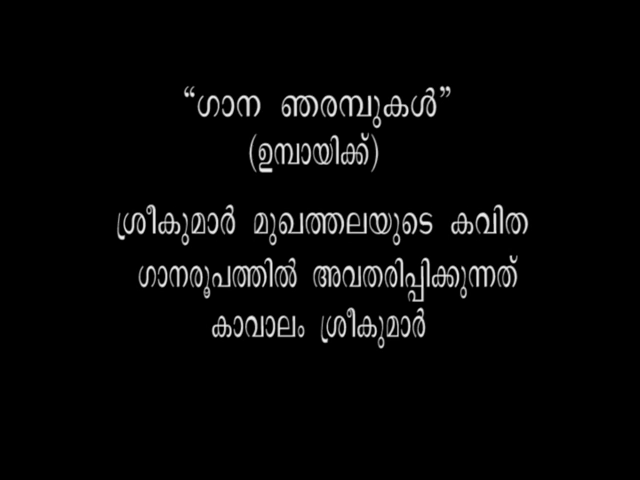 “ഗാന ഞരമ്പുകൾ”
(ഉമ്പായിക്ക്)
ശ്രീകുമാർ മുഖത്തലയുടെ കവിത
ഗാനരൂപത്തിൽ അവതരിപ്പിക്കുന്നത്
കാവാലം ശ്രീകുമാർ